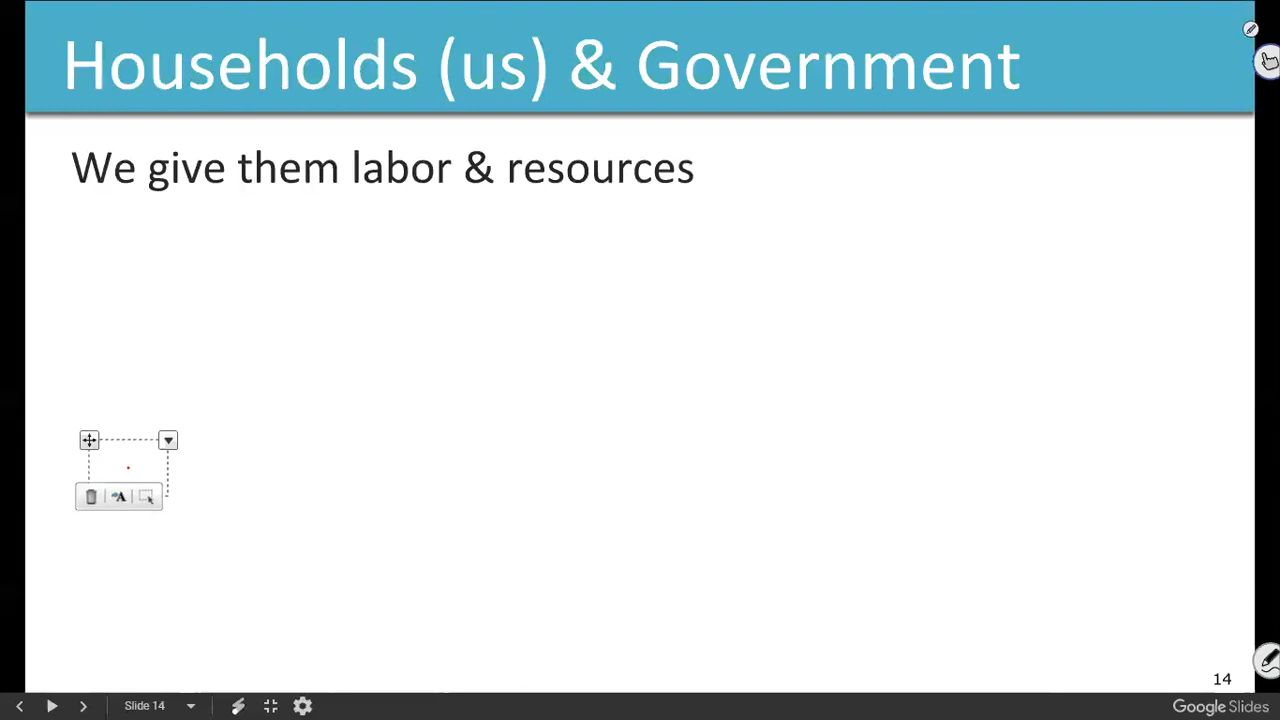 Households (us) & Government
We give them labor & resources
A
14
Slide 14
Google Slides